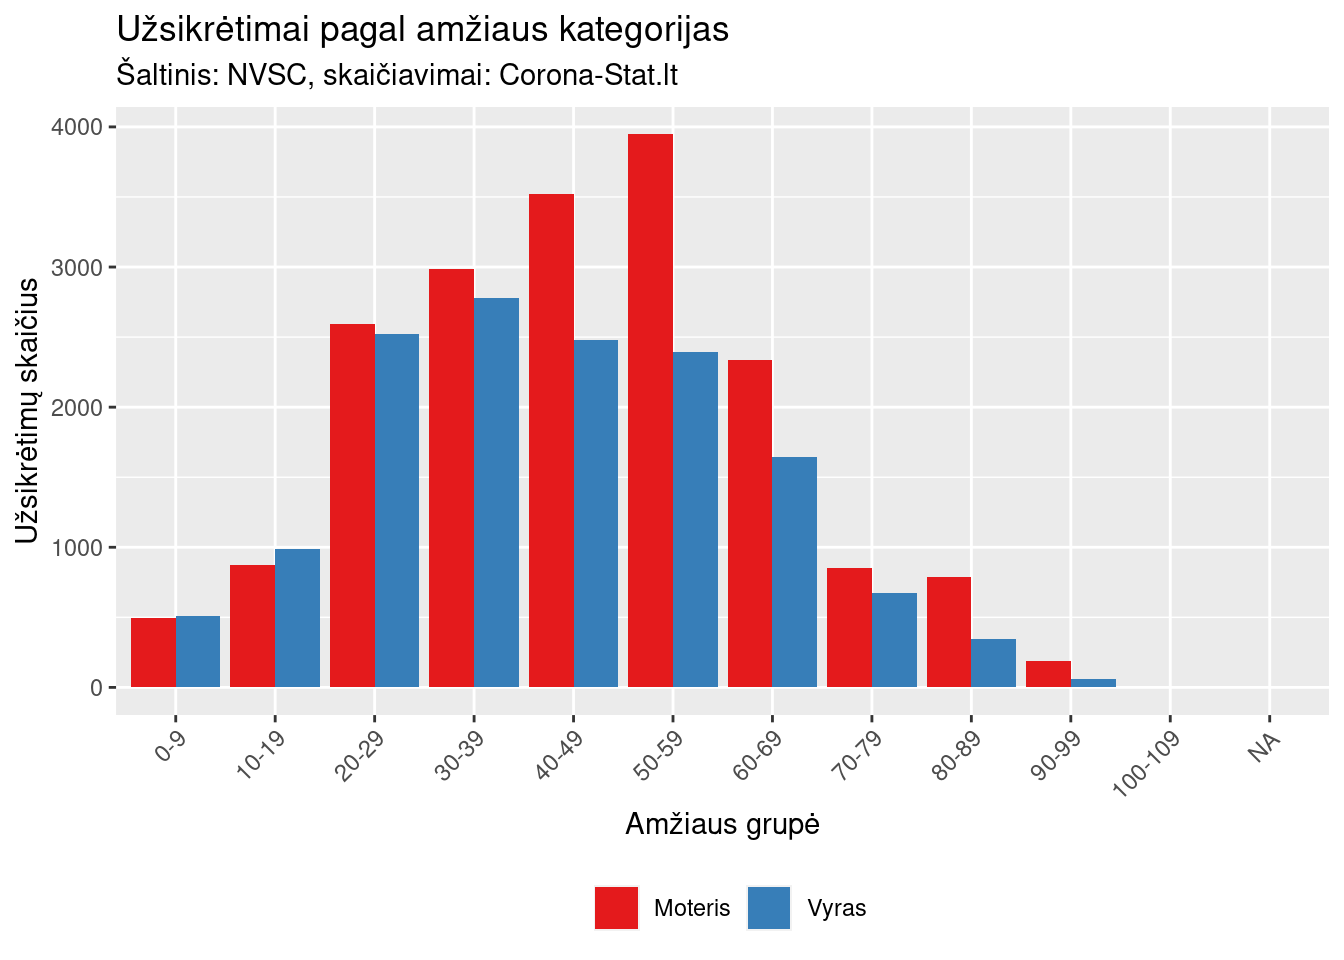 Užsikrėtimai pagal amžiaus kategorijas
Šaltinis: NVSC, skaičiavimai: Corona-Stat.lt
Užsikrėtimų skaičius
4000
3000
2000
1000
0
0-9
10-19
20-29
30-39
40-49
50-59
60-69
70-79
80-89
90-99
100-109
NA
Amžiaus grupė
Moteris
Vyras